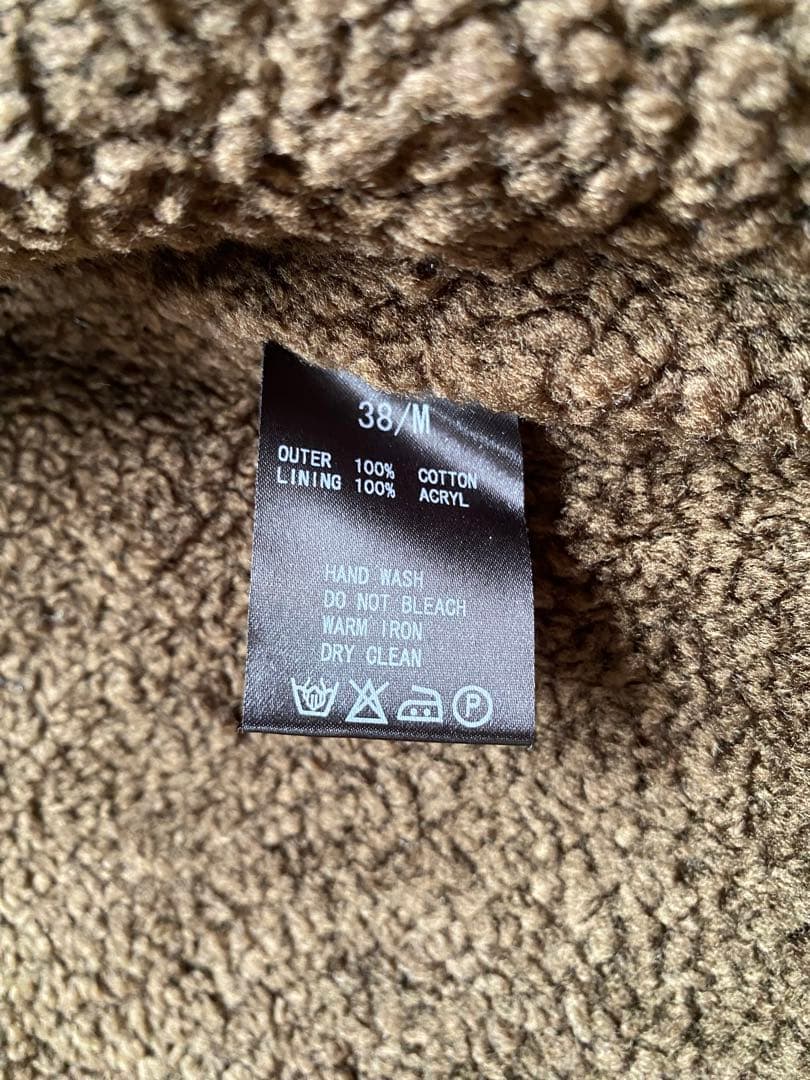 38/M
OUTER 100% COTTON
LINING 100% ACRYL
HAND WASH
DO NOT BLEACH
WARM IRON
DRY CLEAN
P